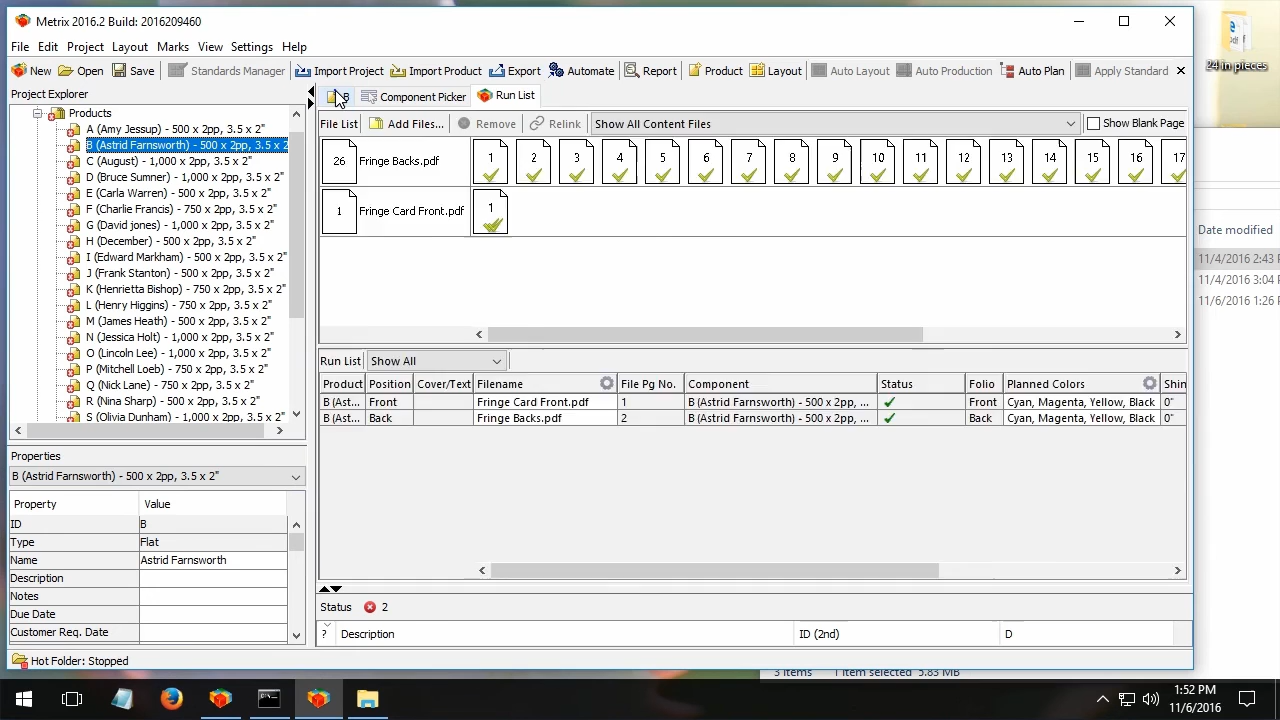 Metrix 2016.2 Build: 2016209460
File Edit Project Layout Marks View Settings Help
New Open Save Standards Manager Import Project Import Product Export Automate Report Product Layout Auto Layout Auto Production Auto Plan Apply Standard
Project Explorer
Products
A (Amy Jessup) - 500 x 2pp, 3.5 x 2"
B (Astrid Farnsworth) - 500 x 2pp, 3.5 x 2
C (August) - 1,000 x 2pp, 3.5 x 2"
D (Bruce Sumner) - 1,000 x 2pp, 3.5 x 2"
E (Carla Warren) - 500 x 2pp, 3.5 x 2"
F (Charlie Francis) - 750 x 2pp, 3.5 x 2"
G (David jones) - 1,000 x 2pp, 3.5 x 2"
H (December) - 500 x 2pp, 3.5 x 2"
I (Edward Markham) - 500 x 2pp, 3.5 x 2"
J (Frank Stanton) - 500 x 2pp, 3.5 x 2"
K (Henrietta Bishop) - 750 x 2pp, 3.5 x 2"
L (Henry Higgins) - 750 x 2pp, 3.5 x 2"
M (James Heath) - 500 x 2pp, 3.5 x 2"
N (Jessica Holt) - 1,000 x 2pp, 3.5 x 2"
O (Lincoln Lee) - 1,000 x 2pp, 3.5 x 2"
P (Mitchell Loeb) - 750 x 2pp, 3.5 x 2"
Q (Nick Lane) - 750 x 2pp, 3.5 x 2"
R (Nina Sharp) - 500 x 2pp, 3.5 x 2"
S (Olivia Dunham) - 1,000 x 2pp, 3.5 x 2"
Properties
B (Astrid Farnsworth) - 500 x 2pp, 3.5 x 2"
Property Value
ID B
Type Flat
Name Astrid Farnsworth
Description
Notes
Due Date
Customer Req. Date
Hot Folder: Stopped
B Component Picker Run List
File List Add Files... Remove Relink Show All Content Files Show Blank Page
26 Fringe Backs.pdf 1 2 3 4 5 6 7 8 9 10 11 12 13 14 15 16 17
1 Fringe Card Front.pdf 1
Run List Show All
Product Position Cover/Text Filename File Pg No. Component Status Folio Planned Colors Shin
B (Ast... Front Fringe Card Front.pdf 1 B (Astrid Farnsworth) - 500 x 2pp, ... Front Cyan, Magenta, Yellow, Black 0"
B (Ast... Back Fringe Backs.pdf 2 B (Astrid Farnsworth) - 500 x 2pp, ... Back Cyan, Magenta, Yellow, Black 0"
Status 2
? Description ID (2nd) D
24 in pieces
Date modified
11/4/2016 2:43
11/4/2016 3:04
11/6/2016 1:26
3 items 1 item selected 5.83 MB
1:52 PM
11/6/2016